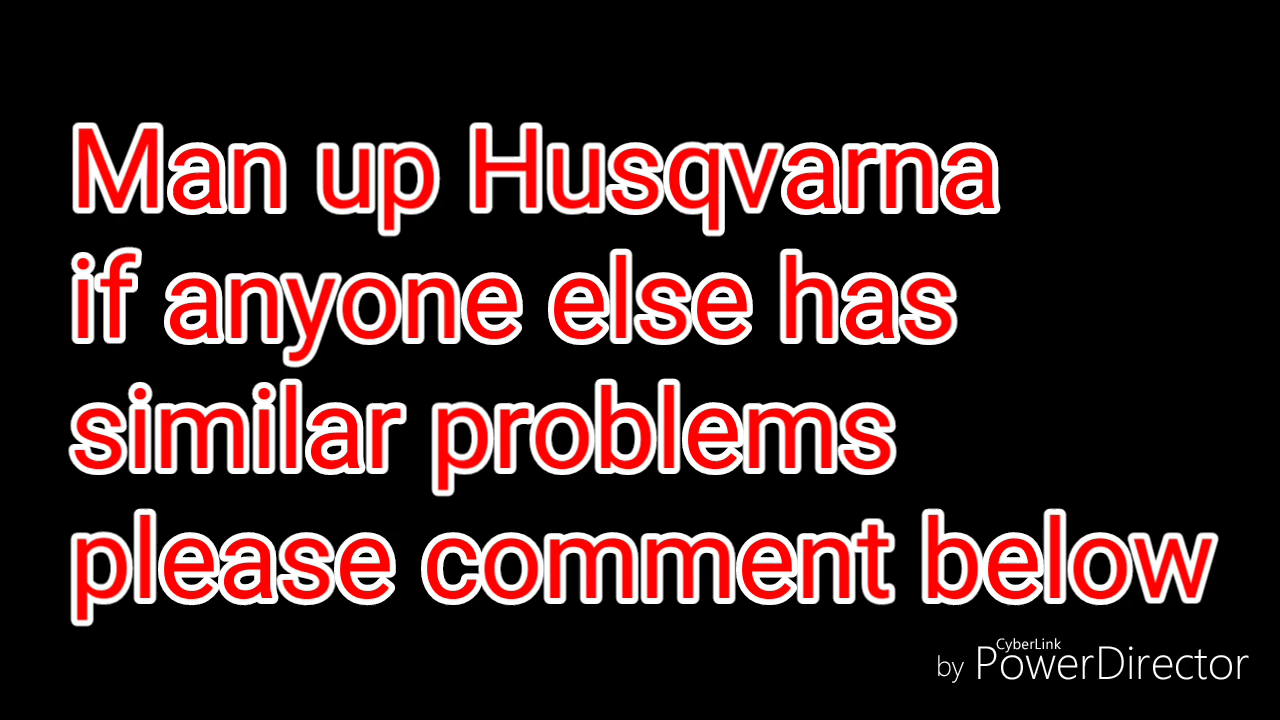 Man up Husqvarna
if anyone else has
similar problems
please comment below
CyberLink
by PowerDirector